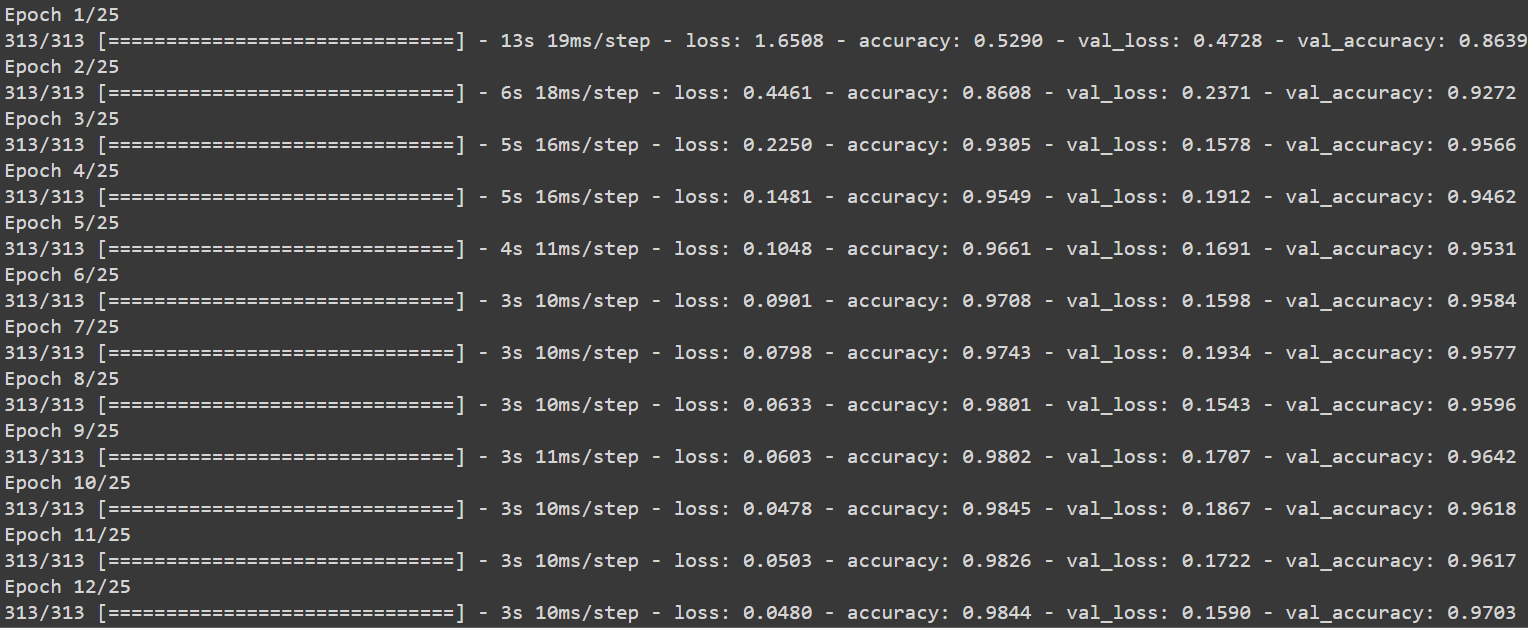 Epoch 1/25
313/313 [==============================] - 13s 19ms/step - loss: 1.6508 - accuracy: 0.5290 - val_loss: 0.4728 - val_accuracy: 0.8639
Epoch 2/25
313/313 [==============================] - 6s 18ms/step - loss: 0.4461 - accuracy: 0.8608 - val_loss: 0.2371 - val_accuracy: 0.9272
Epoch 3/25
313/313 [==============================] - 5s 16ms/step - loss: 0.2250 - accuracy: 0.9305 - val_loss: 0.1578 - val_accuracy: 0.9566
Epoch 4/25
313/313 [==============================] - 5s 16ms/step - loss: 0.1481 - accuracy: 0.9549 - val_loss: 0.1912 - val_accuracy: 0.9462
Epoch 5/25
313/313 [==============================] - 4s 11ms/step - loss: 0.1048 - accuracy: 0.9661 - val_loss: 0.1691 - val_accuracy: 0.9531
Epoch 6/25
313/313 [==============================] - 3s 10ms/step - loss: 0.0901 - accuracy: 0.9708 - val_loss: 0.1598 - val_accuracy: 0.9584
Epoch 7/25
313/313 [==============================] - 3s 10ms/step - loss: 0.0798 - accuracy: 0.9743 - val_loss: 0.1934 - val_accuracy: 0.9577
Epoch 8/25
313/313 [==============================] - 3s 10ms/step - loss: 0.0633 - accuracy: 0.9801 - val_loss: 0.1543 - val_accuracy: 0.9596
Epoch 9/25
313/313 [==============================] - 3s 11ms/step - loss: 0.0603 - accuracy: 0.9802 - val_loss: 0.1707 - val_accuracy: 0.9642
Epoch 10/25
313/313 [==============================] - 3s 10ms/step - loss: 0.0478 - accuracy: 0.9845 - val_loss: 0.1867 - val_accuracy: 0.9618
Epoch 11/25
313/313 [==============================] - 3s 10ms/step - loss: 0.0503 - accuracy: 0.9826 - val_loss: 0.1722 - val_accuracy: 0.9617
Epoch 12/25
313/313 [==============================] - 3s 10ms/step - loss: 0.0480 - accuracy: 0.9844 - val_loss: 0.1590 - val_accuracy: 0.9703